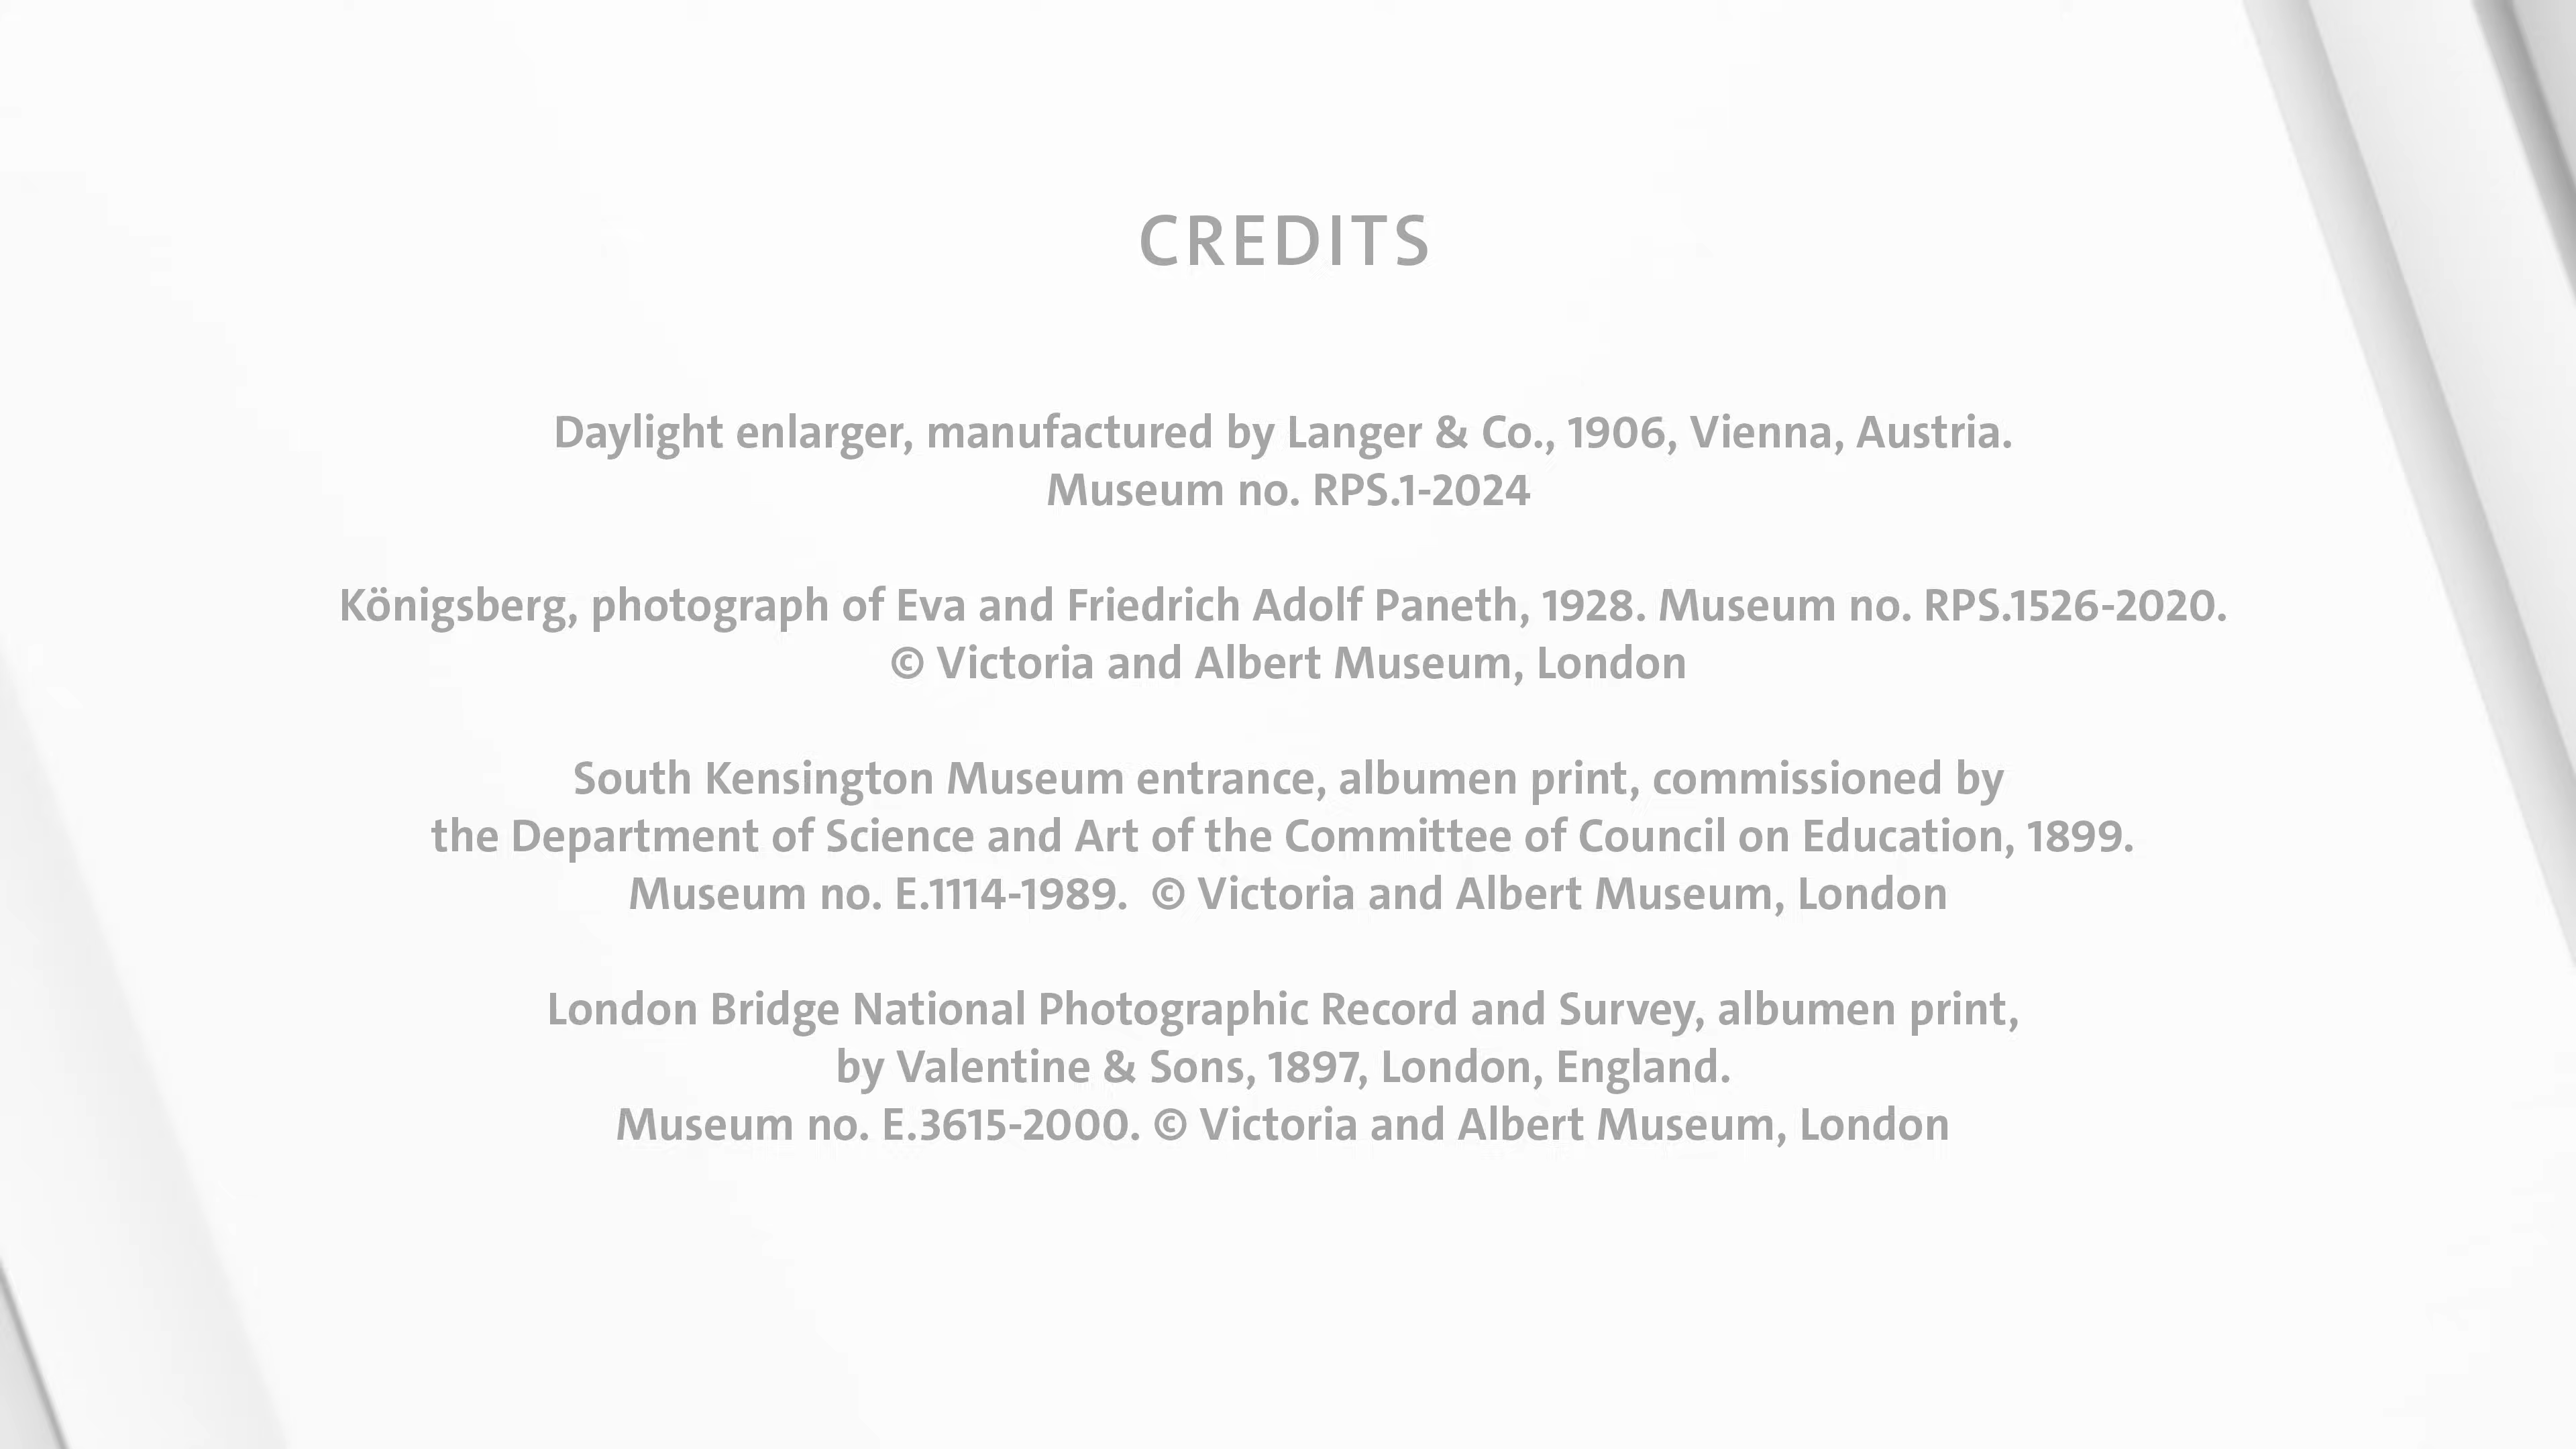 CREDITS
Daylight enlarger, manufactured by Langer & Co., 1906, Vienna, Austria.
Museum no. RPS.1-2024
Königsberg, photograph of Eva and Friedrich Adolf Paneth, 1928. Museum no. RPS.1526-2020.
© Victoria and Albert Museum, London
South Kensington Museum entrance, albumen print, commissioned by
the Department of Science and Art of the Committee of Council on Education, 1899.
Museum no. E.1114-1989.  © Victoria and Albert Museum, London
London Bridge National Photographic Record and Survey, albumen print,
by Valentine & Sons, 1897, London, England.
Museum no. E.3615-2000. © Victoria and Albert Museum, London